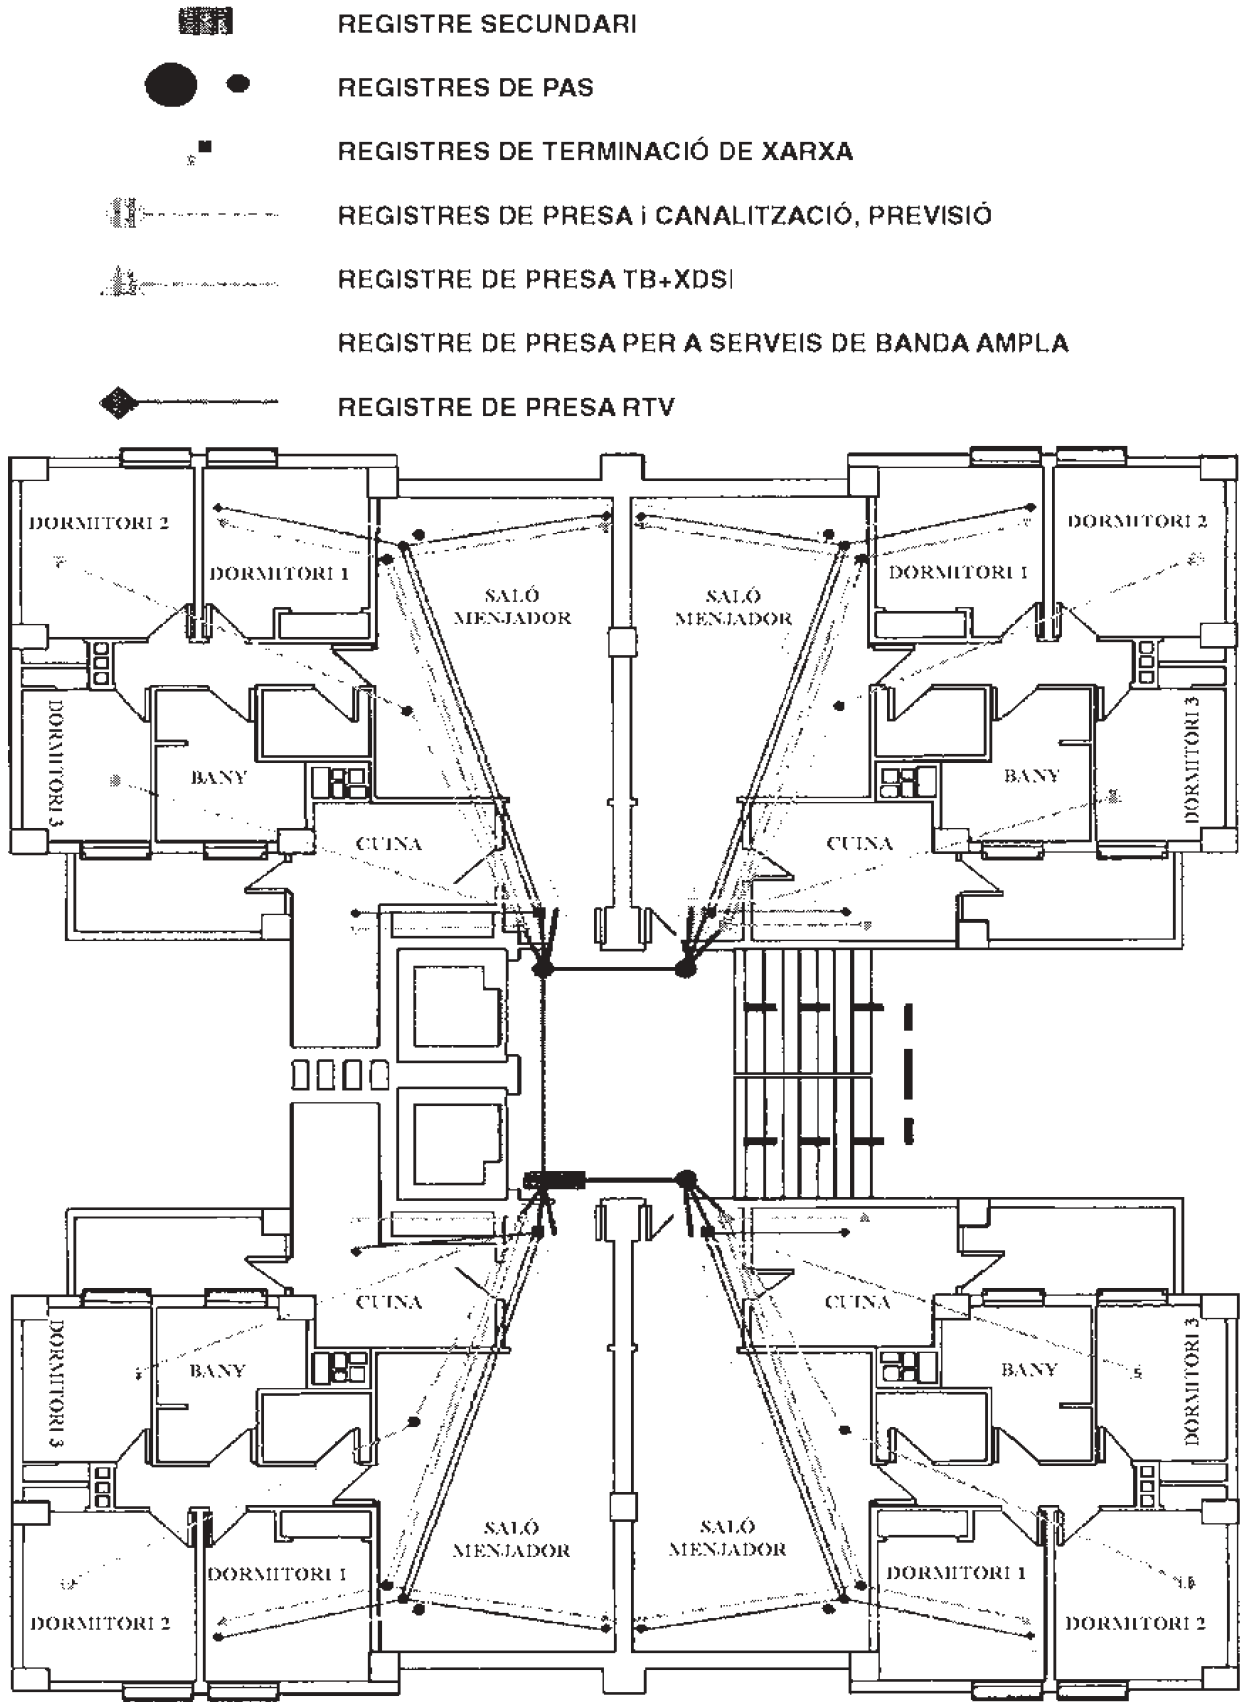 REGISTRE SECUNDARI
REGISTRES DE PAS
REGISTRES DE TERMINACIÓ DE XARXA
REGISTRES DE PRESA i CANALITZACIÓ, PREVISIÓ
REGISTRE DE PRESA TB+XDSI
REGISTRE DE PRESA PER A SERVEIS DE BANDA AMPLA
REGISTRE DE PRESA RTV
DORMITORI 2
DORMITORI 1
SALÓ
MENJADOR
SALÓ
MENJADOR
DORMITORI 1
DORMITORI 2
DORMITORI 3
BANY
CUINA
CUINA
BANY
DORMITORI 3
DORMITORI 3
BANY
CUINA
CUINA
BANY
DORMITORI 3
DORMITORI 2
DORMITORI 1
SALÓ
MENJADOR
SALÓ
MENJADOR
DORMITORI 1
DORMITORI 2